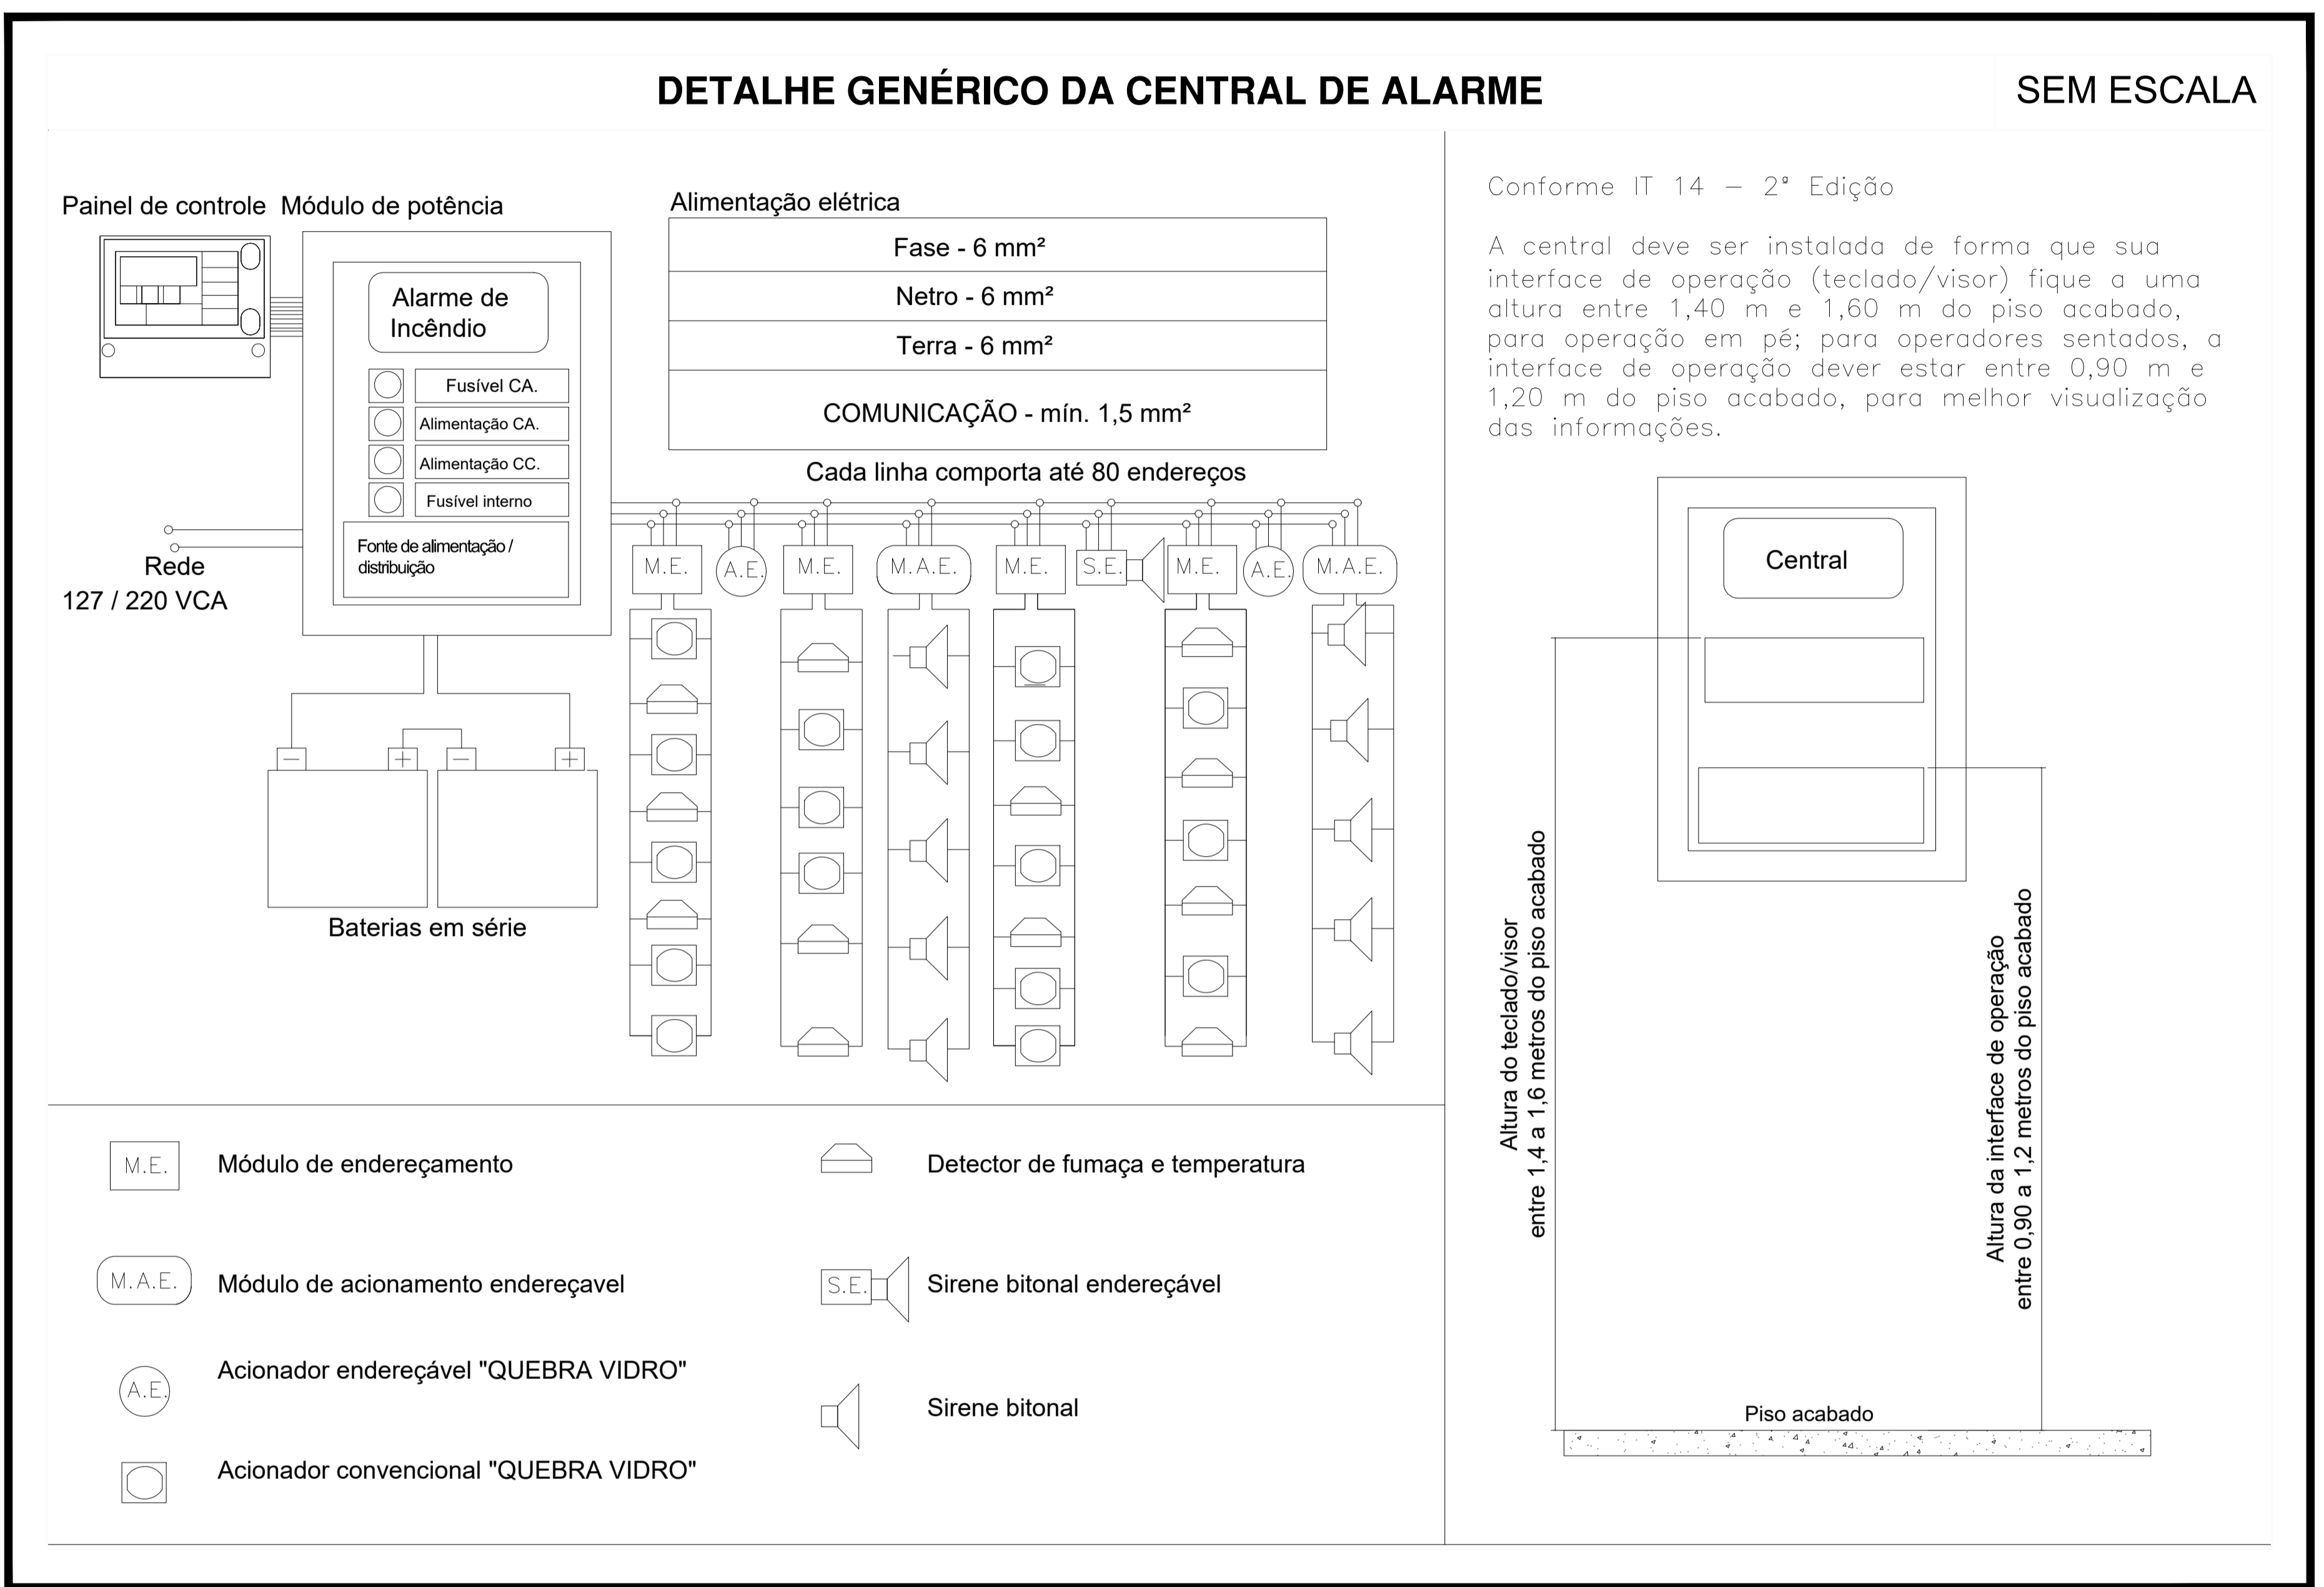 DETALHE GENÉRICO DA CENTRAL DE ALARME
SEM ESCALA
Painel de controle
Módulo de potência
Alarme de
Incêndio
Fusível CA.
Alimentação CA.
Alimentação CC.
Fusível interno
Fonte de alimentação /
distribuição
Rede
127 / 220 VCA
− + − +
Baterias em série
Alimentação elétrica
Fase - 6 mm²
Netro - 6 mm²
Terra - 6 mm²
COMUNICAÇÃO - mín. 1,5 mm²
Cada linha comporta até 80 endereços
M.E. A.E. M.E. M.A.E. M.E. S.E. M.E. A.E. M.A.E.
M.E. Módulo de endereçamento
M.A.E. Módulo de acionamento endereçavel
A.E. Acionador endereçável "QUEBRA VIDRO"
Acionador convencional "QUEBRA VIDRO"
Detector de fumaça e temperatura
S.E. Sirene bitonal endereçável
Sirene bitonal
Conforme IT 14 – 2ª Edição
A central deve ser instalada de forma que sua
interface de operação (teclado/visor) fique a uma
altura entre 1,40 m e 1,60 m do piso acabado,
para operação em pé; para operadores sentados, a
interface de operação dever estar entre 0,90 m e
1,20 m do piso acabado, para melhor visualização
das informações.
Central
Altura do teclado/visor
entre 1,4 a 1,6 metros do piso acabado
Altura da interface de operação
entre 0,90 a 1,2 metros do piso acabado
Piso acabado